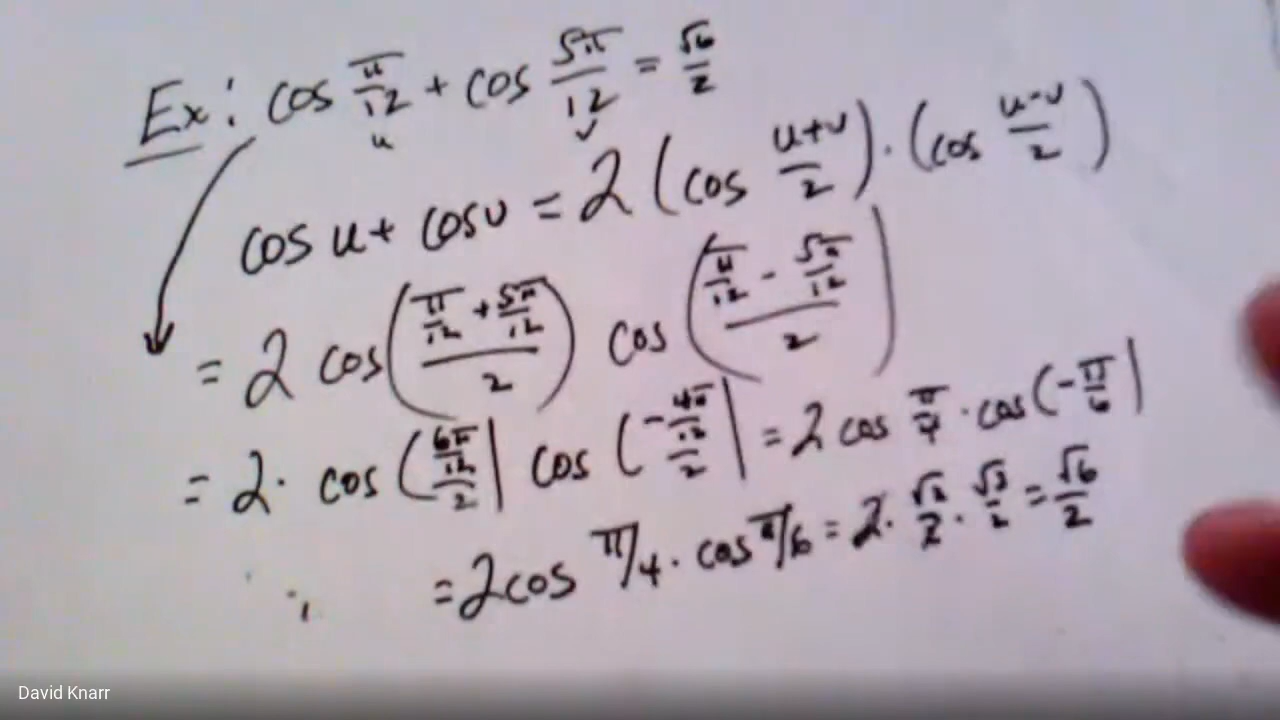 Ex: cos π/12 + cos 5π/12 = √6/2
u v
cos u + cos v = 2 (cos (u+v)/2) · (cos (u-v)/2)
= 2 cos((π/12 + 5π/12)/2) cos((π/12 - 5π/12)/2)
= 2 · cos((6π/12)/2) cos((-4π/12)/2) = 2 cos π/4 · cos(-π/6)
= 2 cos π/4 · cos π/6 = 2 · √2/2 · √3/2 = √6/2
David Knarr